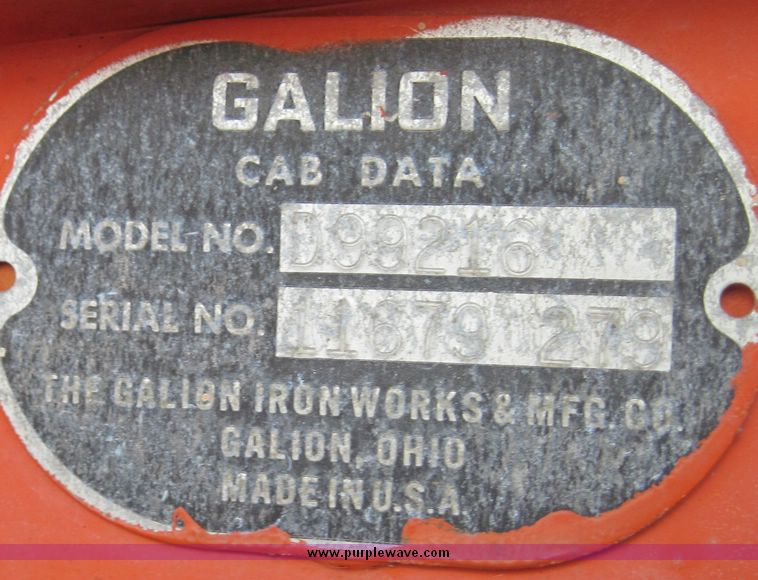 GALION
CAB DATA
MODEL NO. D99216
SERIAL NO. 11679 279
THE GALION IRON WORKS & MFG. CO.
GALION, OHIO
MADE IN U.S.A.
www.purplewave.com